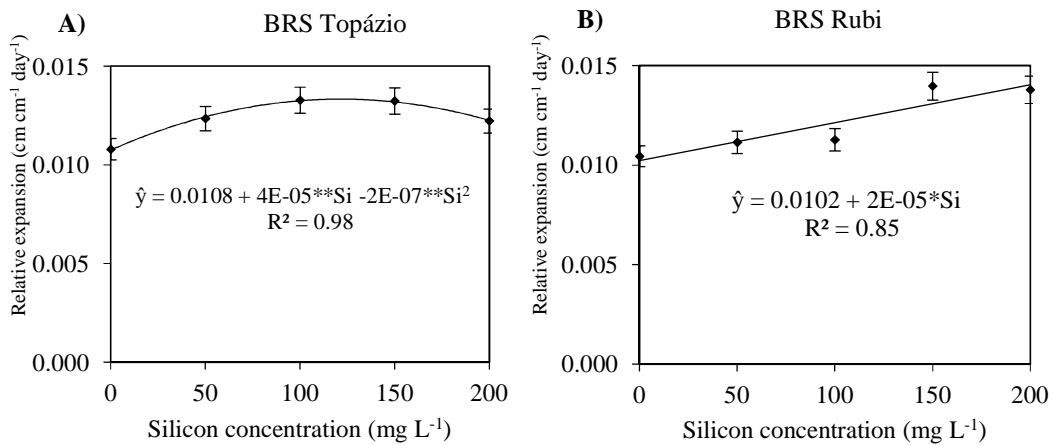 A)
BRS Topázio
Relative expansion (cm cm⁻¹ day⁻¹)
0.015
0.010
0.005
0.000
ŷ = 0.0108 + 4E-05**Si -2E-07**Si²
R² = 0.98
0 50 100 150 200
Silicon concentration (mg L⁻¹)
B)
BRS Rubi
Relative expansion (cm cm⁻¹ day⁻¹)
0.015
0.010
0.005
0.000
ŷ = 0.0102 + 2E-05*Si
R² = 0.85
0 50 100 150 200
Silicon concentration (mg L⁻¹)